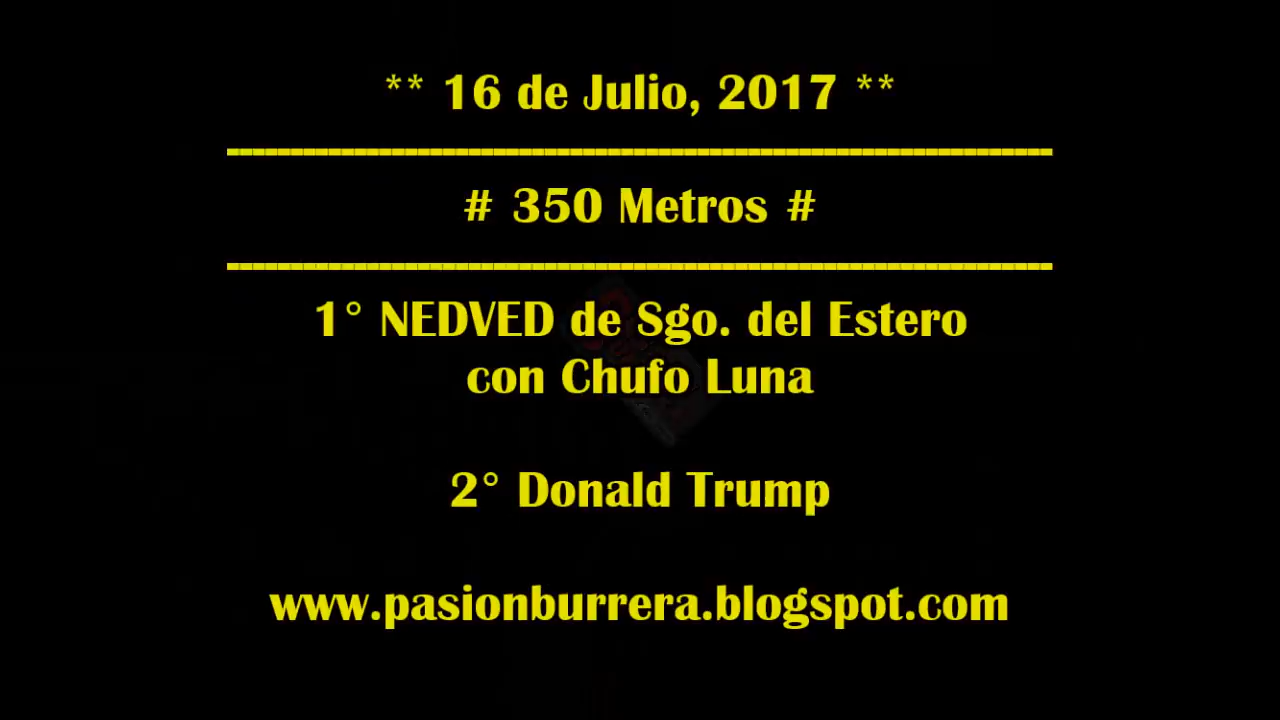 ** 16 de Julio, 2017 **
# 350 Metros #
1° NEDVED de Sgo. del Estero
con Chufo Luna
2° Donald Trump
www.pasionburrera.blogspot.com